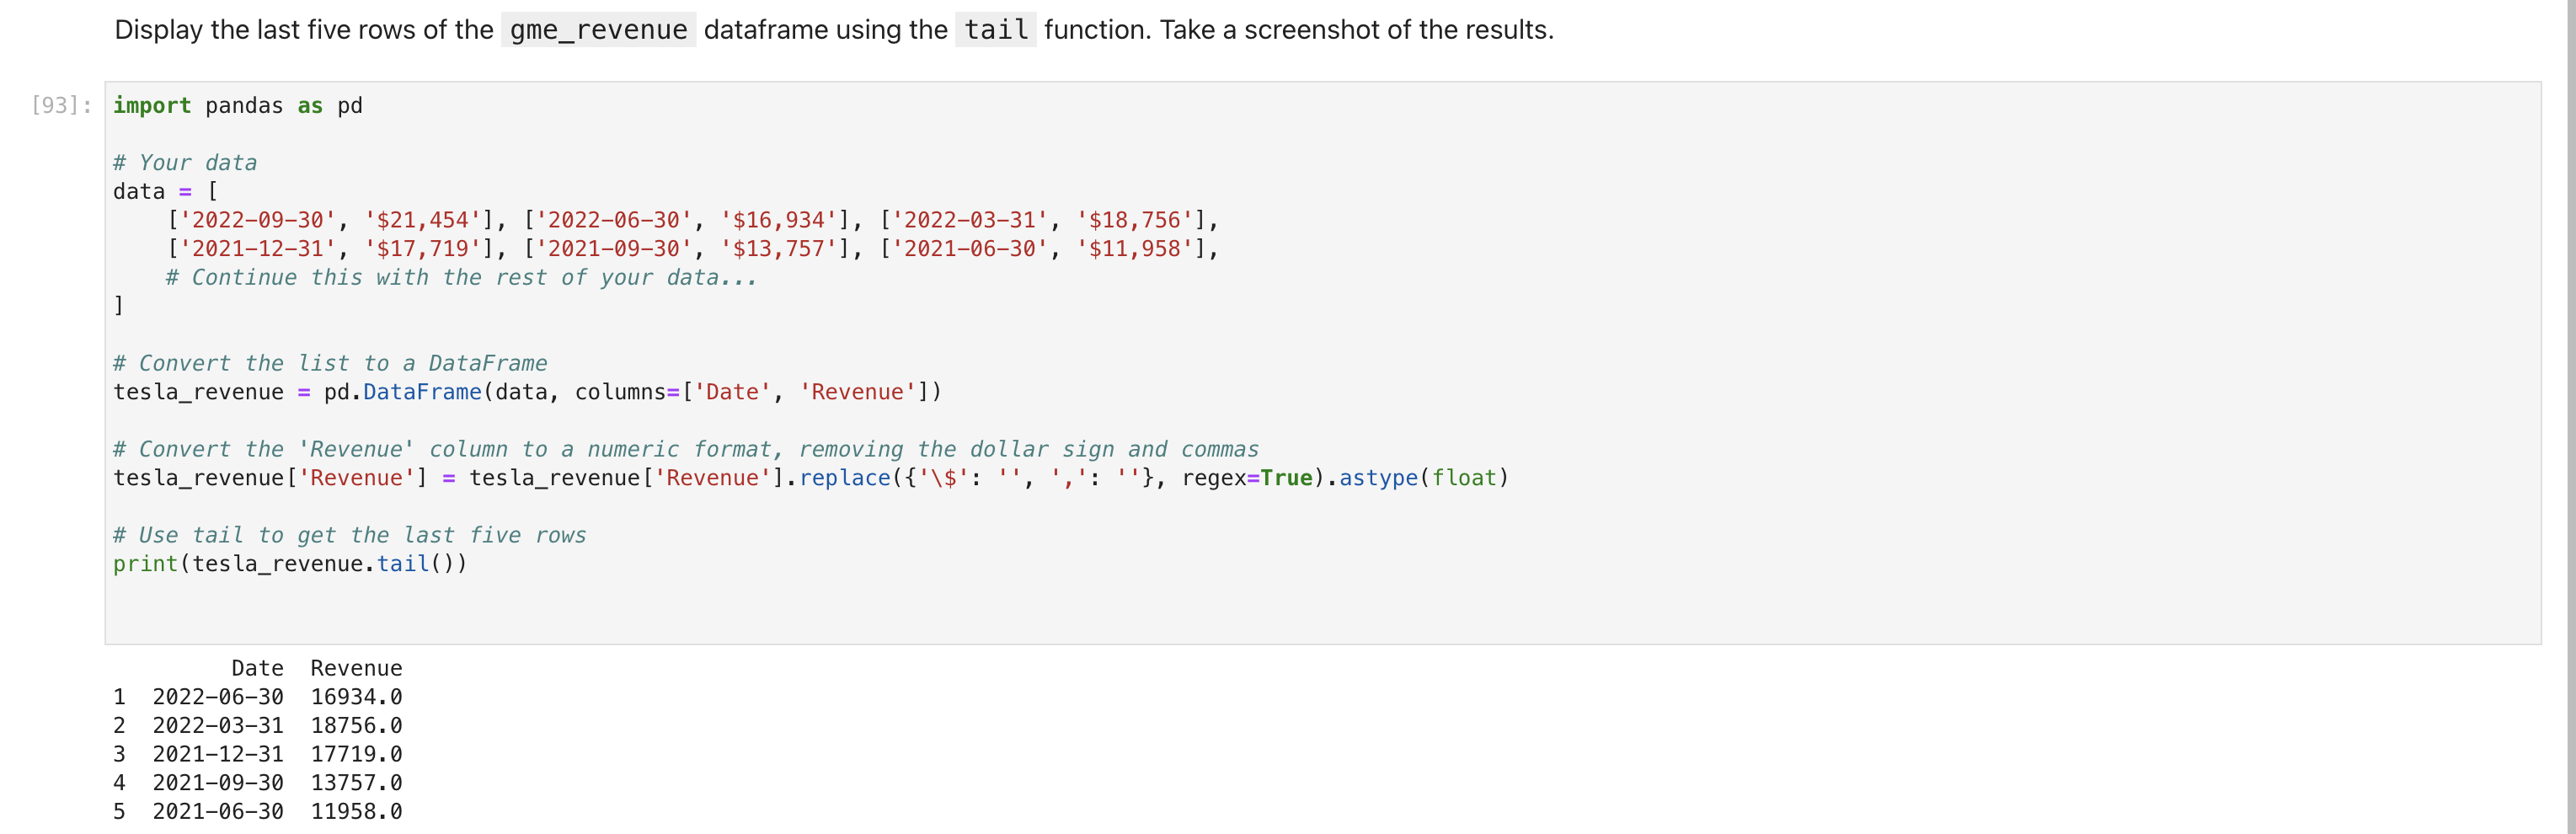 Display the last five rows of the gme_revenue dataframe using the tail function. Take a screenshot of the results.
[93]: import pandas as pd
# Your data
data = [
    ['2022-09-30', '$21,454'], ['2022-06-30', '$16,934'], ['2022-03-31', '$18,756'],
    ['2021-12-31', '$17,719'], ['2021-09-30', '$13,757'], ['2021-06-30', '$11,958'],
    # Continue this with the rest of your data...
]
# Convert the list to a DataFrame
tesla_revenue = pd.DataFrame(data, columns=['Date', 'Revenue'])
# Convert the 'Revenue' column to a numeric format, removing the dollar sign and commas
tesla_revenue['Revenue'] = tesla_revenue['Revenue'].replace({'\$': '', ',': ''}, regex=True).astype(float)
# Use tail to get the last five rows
print(tesla_revenue.tail())
         Date  Revenue
1  2022-06-30  16934.0
2  2022-03-31  18756.0
3  2021-12-31  17719.0
4  2021-09-30  13757.0
5  2021-06-30  11958.0